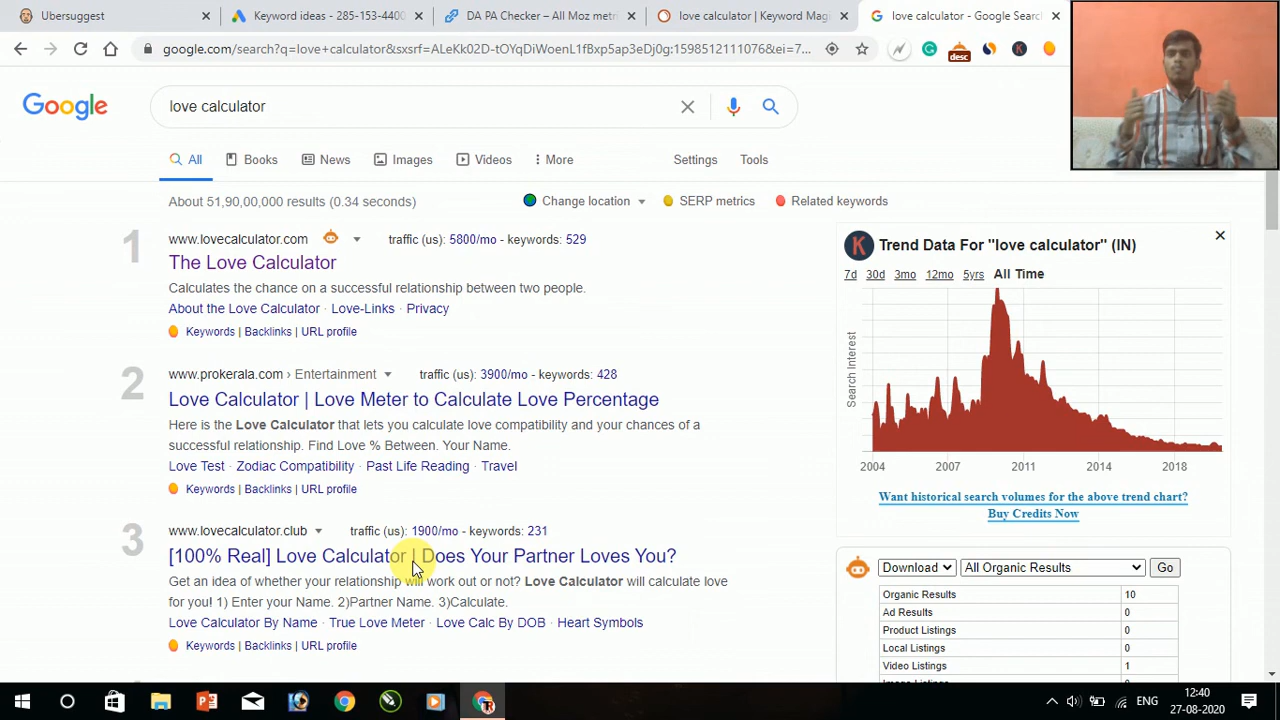 Ubersuggest
Keyword ideas - 285-153-4400
DA PA Checker – All Moz metri
love calculator | Keyword Magi
love calculator - Google Search
google.com/search?q=love+calculator&sxsrf=ALeKk02D-tOYqDiWoenL1fBxp5ap3eDj0g:1598512111076&ei=7...
desc
K
Google
love calculator
All
Books
News
Images
Videos
More
Settings
Tools
About 51,90,00,000 results (0.34 seconds)
Change location
SERP metrics
Related keywords
1
www.lovecalculator.com
traffic (us): 5800/mo - keywords: 529
The Love Calculator
Calculates the chance on a successful relationship between two people.
About the Love Calculator · Love-Links · Privacy
Keywords | Backlinks | URL profile
2
www.prokerala.com › Entertainment
traffic (us): 3900/mo - keywords: 428
Love Calculator | Love Meter to Calculate Love Percentage
Here is the Love Calculator that lets you calculate love compatibility and your chances of a
successful relationship. Find Love % Between. Your Name.
Love Test · Zodiac Compatibility · Past Life Reading · Travel
Keywords | Backlinks | URL profile
3
www.lovecalculator.club
traffic (us): 1900/mo - keywords: 231
[100% Real] Love Calculator | Does Your Partner Loves You?
Get an idea of whether your relationship will work out or not? Love Calculator will calculate love
for you! 1) Enter your Name. 2)Partner Name. 3)Calculate.
Love Calculator By Name · True Love Meter · Love Calc By DOB · Heart Symbols
Keywords | Backlinks | URL profile
K
Trend Data For "love calculator" (IN)
7d 30d 3mo 12mo 5yrs All Time
Search Interest
2004 2007 2011 2014 2018
Want historical search volumes for the above trend chart?
Buy Credits Now
Download
All Organic Results
Go
Organic Results 10
Ad Results 0
Product Listings 0
Local Listings 0
Video Listings 1
ENG
12:40
27-08-2020